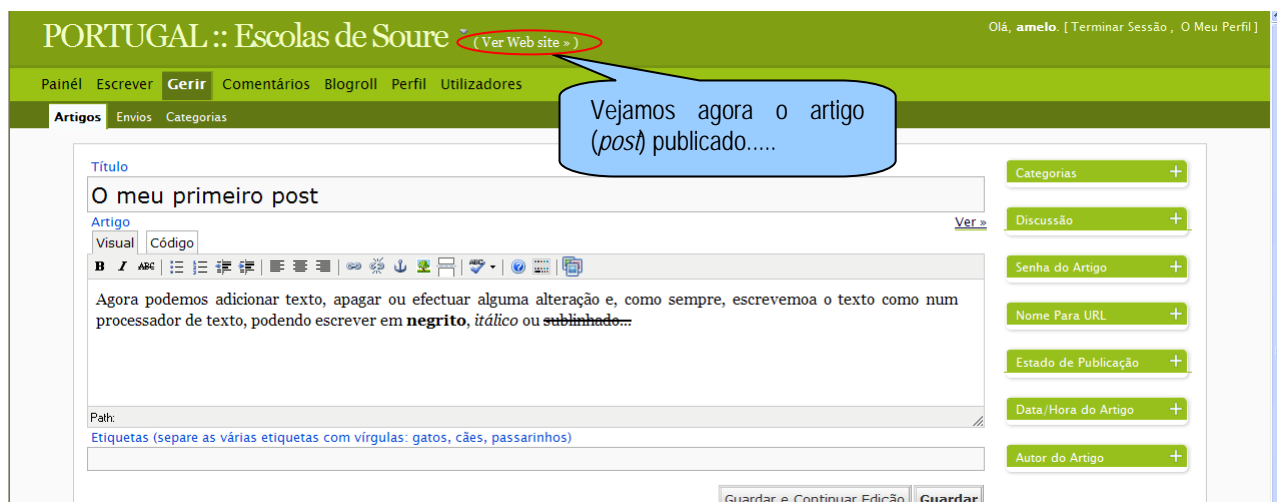 PORTUGAL :: Escolas de Soure
( Ver Web site » )
Olá, amelo. [ Terminar Sessão , O Meu Perfil ]
Painél Escrever Gerir Comentários Blogroll Perfil Utilizadores
Artigos Envios Categorias
Vejamos agora o artigo
(post) publicado.....
Título
O meu primeiro post
Artigo
Ver »
Visual Código
B I ABC
ABC
Agora podemos adicionar texto, apagar ou efectuar alguma alteração e, como sempre, escrevemoa o texto como num
processador de texto, podendo escrever em negrito, itálico ou sublinhado...
Path:
Etiquetas (separe as várias etiquetas com vírgulas: gatos, cães, passarinhos)
Guardar e Continuar Edição Guardar
Categorias +
Discussão +
Senha do Artigo +
Nome Para URL +
Estado de Publicação +
Data/Hora do Artigo +
Autor do Artigo +